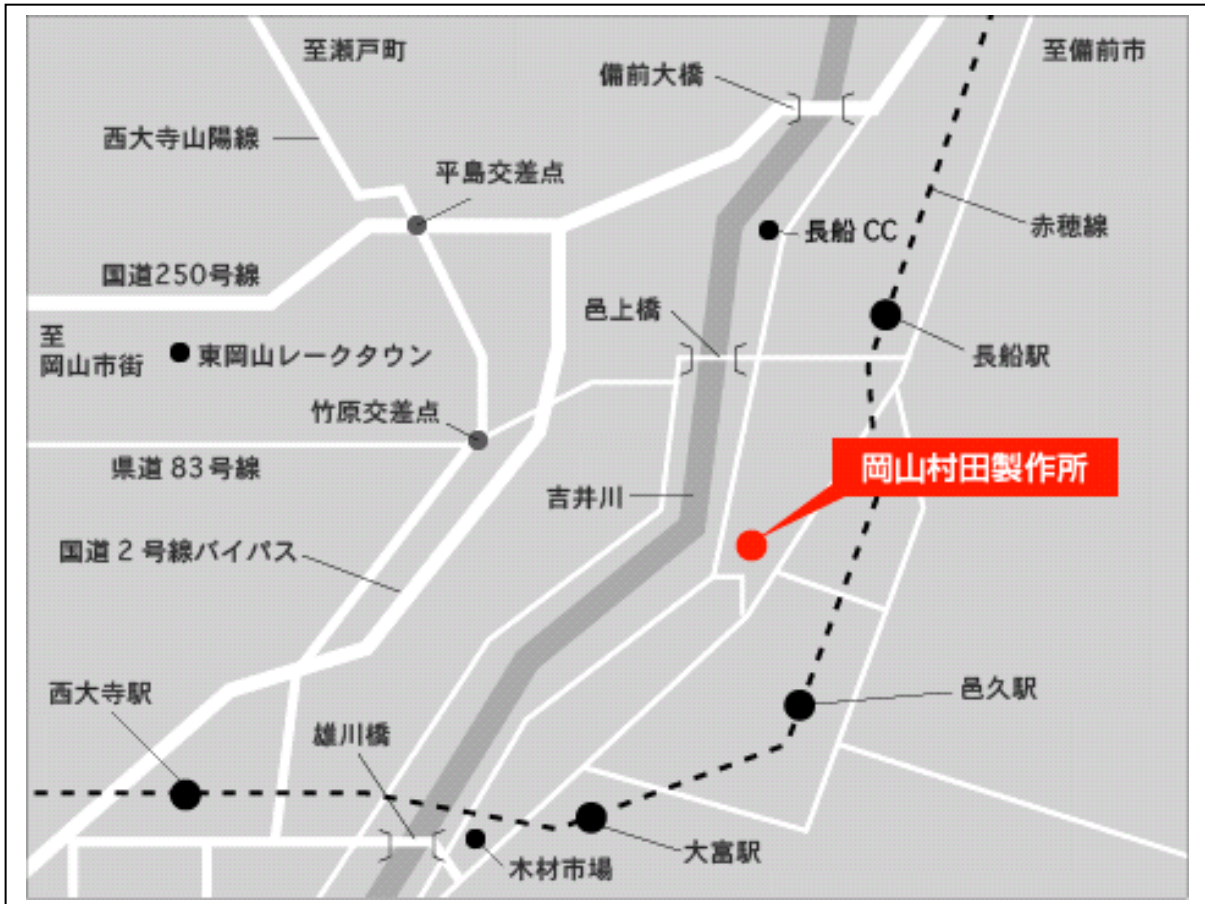 至瀬戸町
至備前市
備前大橋
西大寺山陽線
平島交差点
長船 CC
赤穂線
国道250号線
邑上橋
至
岡山市街
東岡山レークタウン
長船駅
竹原交差点
県道 83 号線
岡山村田製作所
吉井川
国道 2 号線バイパス
西大寺駅
邑久駅
雄川橋
大富駅
木材市場